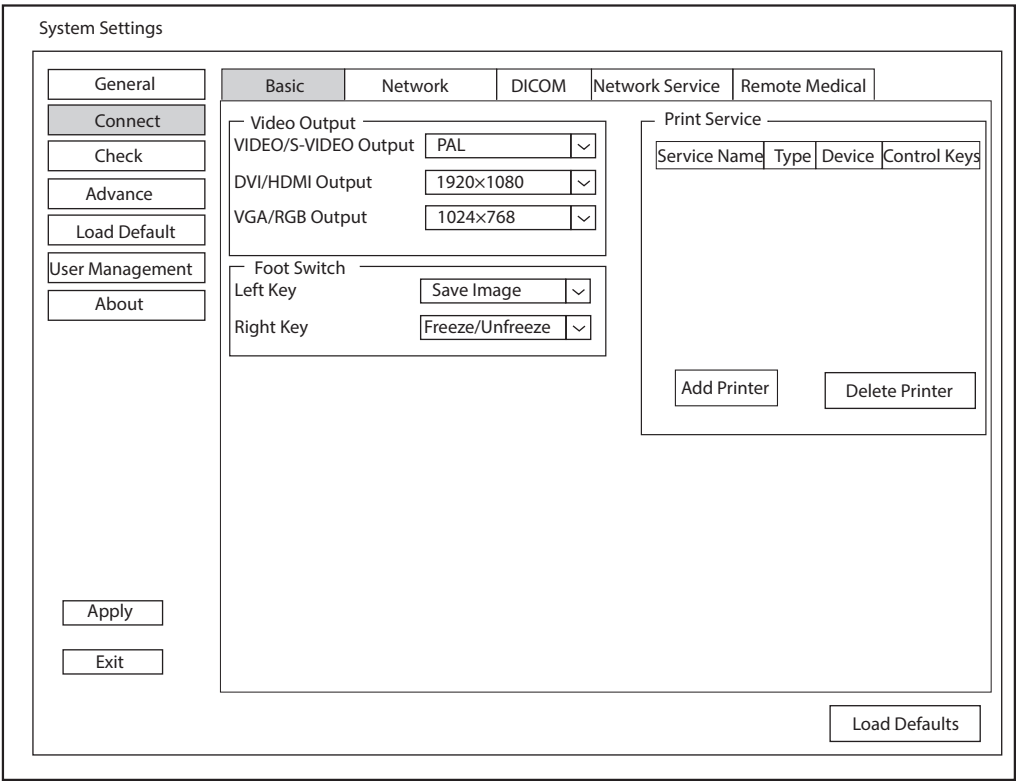 System Settings
General
Connect
Check
Advance
Load Default
User Management
About
Apply
Exit
Basic Network DICOM Network Service Remote Medical
Video Output
VIDEO/S-VIDEO Output PAL
DVI/HDMI Output 1920×1080
VGA/RGB Output 1024×768
Foot Switch
Left Key Save Image
Right Key Freeze/Unfreeze
Print Service
Service Name Type Device Control Keys
Add Printer Delete Printer
Load Defaults